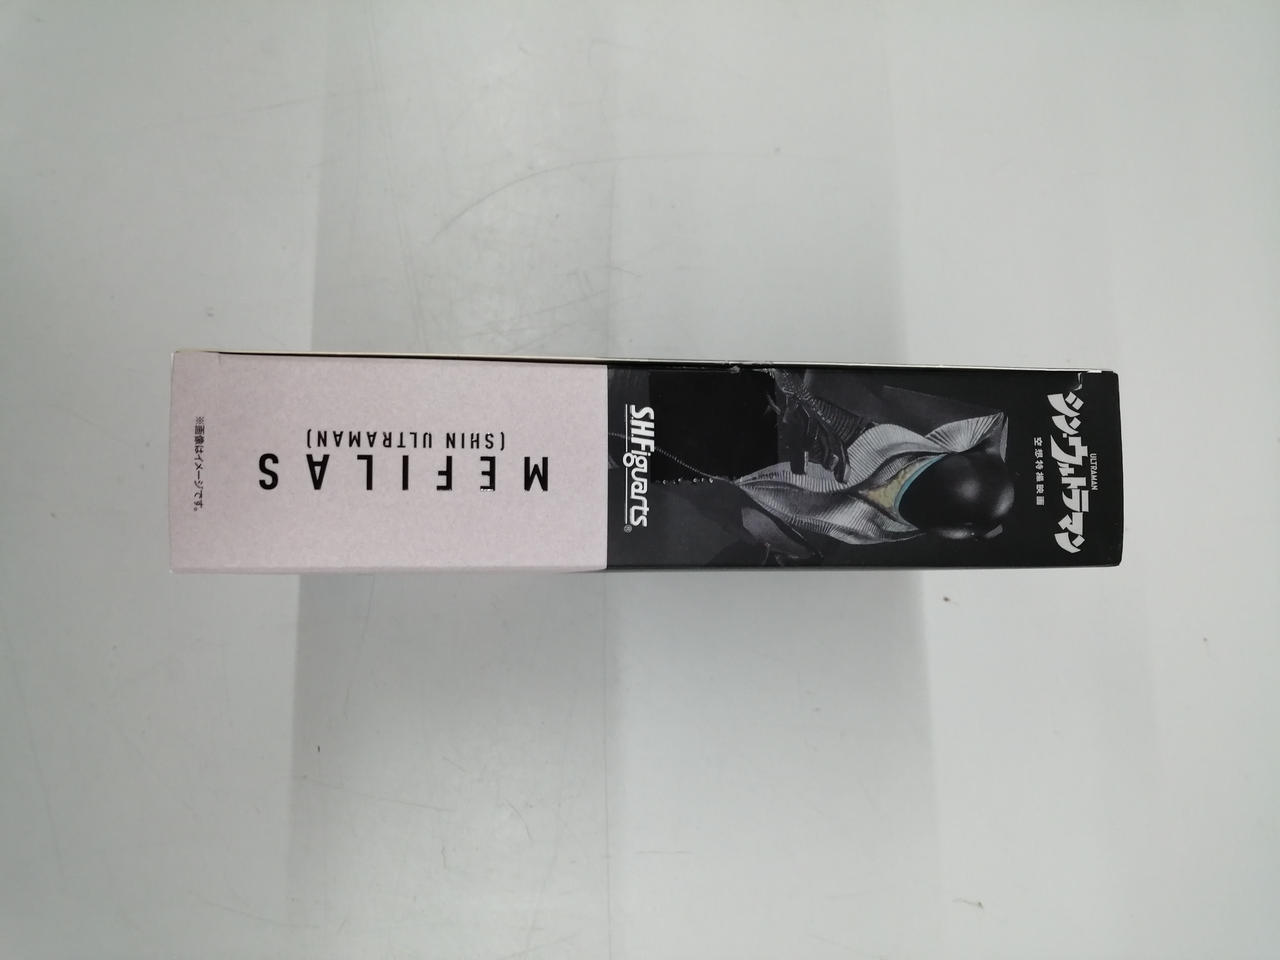 シン・ウルトラマン
ULTRAMAN
空想特撮映画
S.H.Figuarts®
MEFILAS
(SHIN ULTRAMAN)
※画像はイメージです。